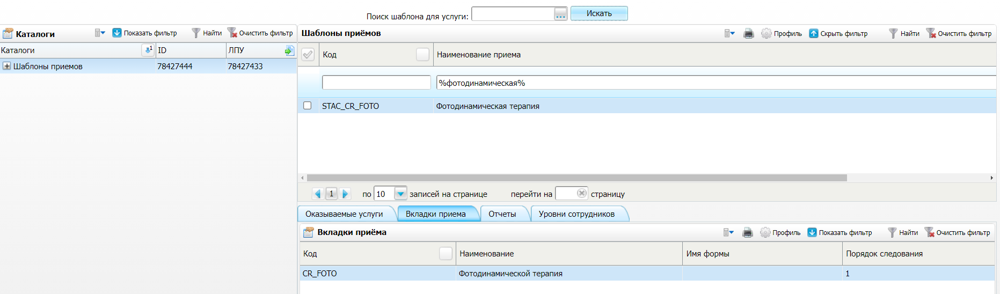 Поиск шаблона для услуги: ... Искать
Каталоги Показать фильтр Найти Очистить фильтр
Каталоги 1 ID ЛПУ
Шаблоны приемов 78427444 78427433
Шаблоны приёмов Профиль Скрыть фильтр Найти Очистить фильтр
Код Наименование приема
%фотодинамическая%
STAC_CR_FOTO Фотодинамическая терапия
1 по 10 записей на странице перейти на страницу
Оказываемые услуги Вкладки приема Отчеты Уровни сотрудников
Вкладки приёма Профиль Показать фильтр Найти Очистить фильтр
Код Наименование Имя формы Порядок следования
CR_FOTO Фотодинамической терапия 1